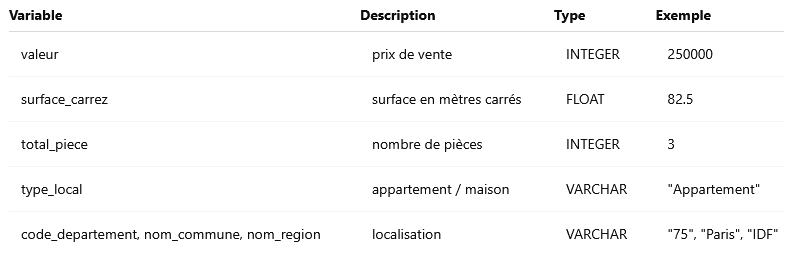 Variable Description Type Exemple
valeur prix de vente INTEGER 250000
surface_carrez surface en mètres carrés FLOAT 82.5
total_piece nombre de pièces INTEGER 3
type_local appartement / maison VARCHAR "Appartement"
code_departement, nom_commune, nom_region localisation VARCHAR "75", "Paris", "IDF"